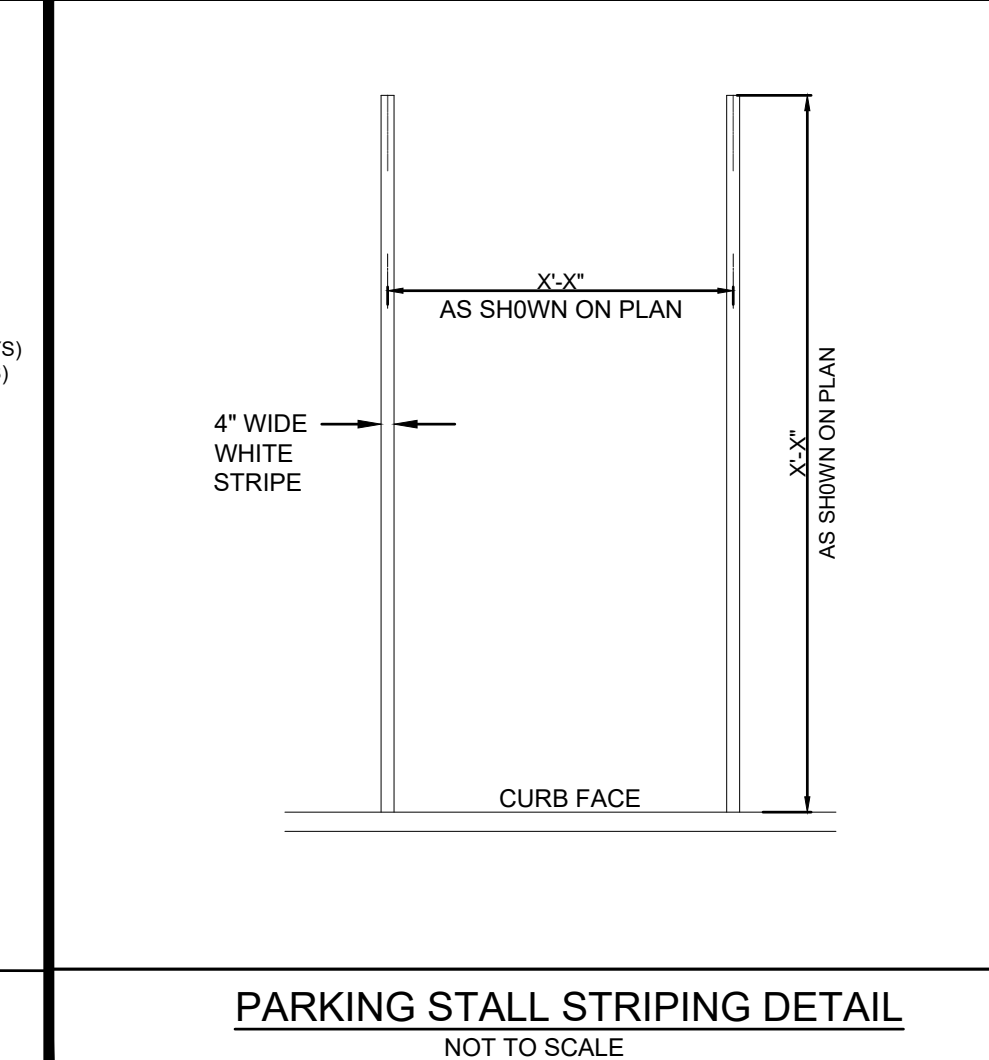 'S)
)
X'-X"
AS SH0WN ON PLAN
4" WIDE
WHITE
STRIPE
X'-X"
AS SH0WN ON PLAN
CURB FACE
PARKING STALL STRIPING DETAIL
NOT TO SCALE